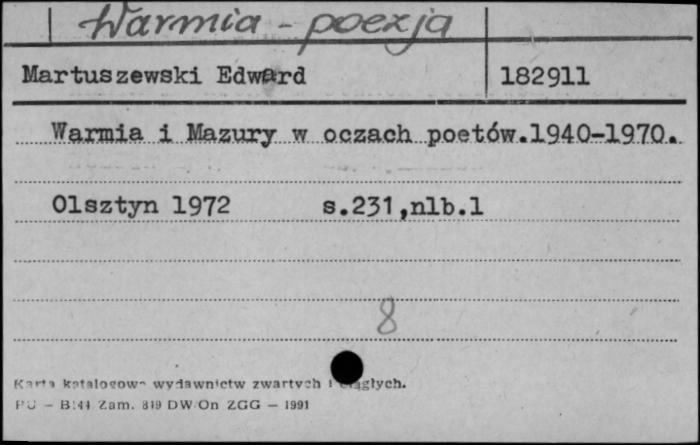 Warmia - poezja
Martuszewski Edward 182911
Warmia i Mazury w oczach poetów.1940-1970.
Olsztyn 1972 s.231,nlb.1
8
Karta katalogowa wydawnictw zwartych i ciągłych.
PU - B/44 Zam. 819 DW/On ZGG - 1991